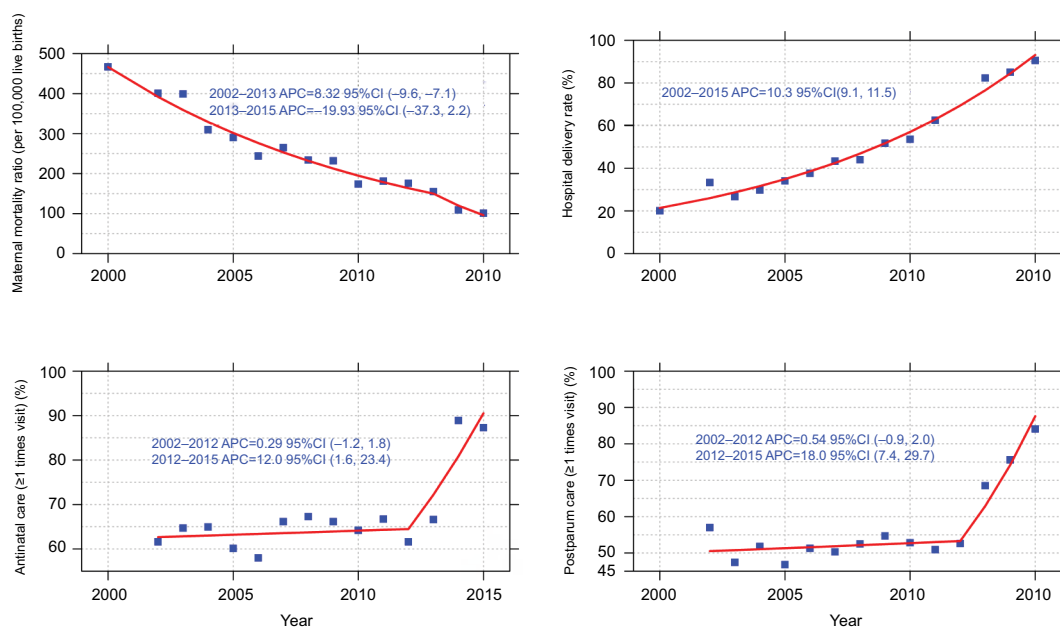 Maternal mortality ratio (per 100,000 live births)
500
400
300
200
100
0
2002–2013 APC=8.32 95%CI (–9.6, –7.1)
2013–2015 APC=–19.93 95%CI (–37.3, 2.2)
2000 2005 2010 2010
Hospital delivery rate (%)
100
80
60
40
20
0
2002–2015 APC=10.3 95%CI(9.1, 11.5)
2000 2005 2010 2010
Antinatal care (≥1 times visit) (%)
100
90
80
70
60
2002–2012 APC=0.29 95%CI (–1.2, 1.8)
2012–2015 APC=12.0 95%CI (1.6, 23.4)
2000 2005 2010 2015
Year
Postpartum care (≥1 times visit) (%)
100
90
80
70
60
50
45
2002–2012 APC=0.54 95%CI (–0.9, 2.0)
2012–2015 APC=18.0 95%CI (7.4, 29.7)
2000 2005 2010 2010
Year